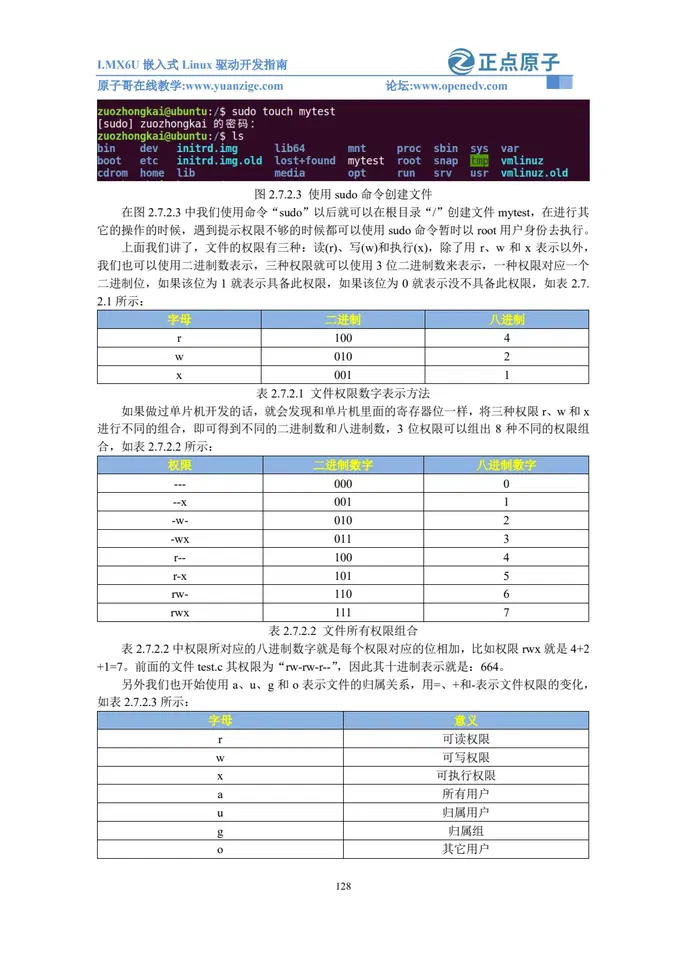 I.MX6U 嵌入式 Linux 驱动开发指南
正点原子
原子哥在线教学:www.yuanzige.com 论坛:www.openedv.com
zuozhongkai@ubuntu:/$ sudo touch mytest
[sudo] zuozhongkai 的密码:
zuozhongkai@ubuntu:/$ ls
bin dev initrd.img lib64 mnt proc sbin sys var
boot etc initrd.img.old lost+found mytest root snap tmp vmlinuz
cdrom home lib media opt run srv usr vmlinuz.old
图 2.7.2.3 使用 sudo 命令创建文件
在图 2.7.2.3 中我们使用命令“sudo”以后就可以在根目录“/”创建文件 mytest，在进行其
它的操作的时候，遇到提示权限不够的时候都可以使用 sudo 命令暂时以 root 用户身份去执行。
上面我们讲了，文件的权限有三种：读(r)、写(w)和执行(x)，除了用 r、w 和 x 表示以外，
我们也可以使用二进制数表示，三种权限就可以使用 3 位二进制数来表示，一种权限对应一个
二进制位，如果该位为 1 就表示具备此权限，如果该位为 0 就表示没不具备此权限，如表 2.7.
2.1 所示：
字母 二进制 八进制
r 100 4
w 010 2
x 001 1
表 2.7.2.1 文件权限数字表示方法
如果做过单片机开发的话，就会发现和单片机里面的寄存器位一样，将三种权限 r、w 和 x
进行不同的组合，即可得到不同的二进制数和八进制数，3 位权限可以组出 8 种不同的权限组
合，如表 2.7.2.2 所示：
权限 二进制数字 八进制数字
--- 000 0
--x 001 1
-w- 010 2
-wx 011 3
r-- 100 4
r-x 101 5
rw- 110 6
rwx 111 7
表 2.7.2.2 文件所有权限组合
表 2.7.2.2 中权限所对应的八进制数字就是每个权限对应的位相加，比如权限 rwx 就是 4+2
+1=7。前面的文件 test.c 其权限为“rw-rw-r--”，因此其十进制表示就是：664。
另外我们也开始使用 a、u、g 和 o 表示文件的归属关系，用=、+和-表示文件权限的变化，
如表 2.7.2.3 所示：
字母 意义
r 可读权限
w 可写权限
x 可执行权限
a 所有用户
u 归属用户
g 归属组
o 其它用户
128